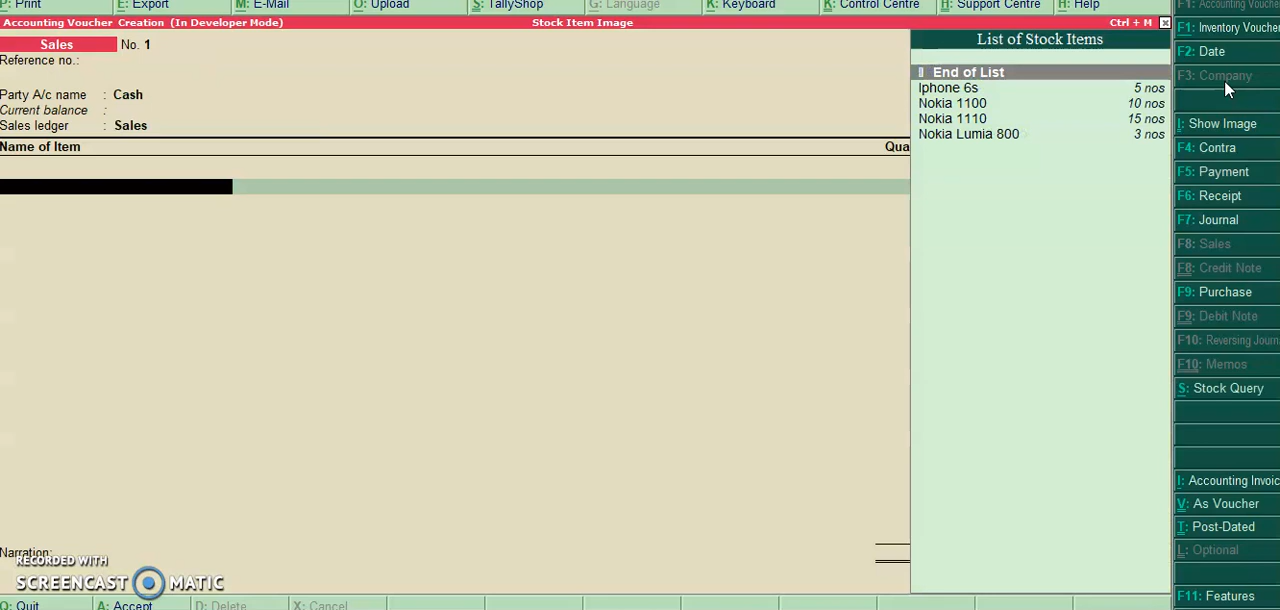 P: Print E: Export M: E-Mail O: Upload S: TallyShop G: Language K: Keyboard K: Control Centre H: Support Centre H: Help
Accounting Voucher Creation (In Developer Mode) Stock Item Image Ctrl + M
Sales No. 1
Reference no.:
Party A/c name : Cash
Current balance :
Sales ledger : Sales
Name of Item Qua
List of Stock Items
End of List
Iphone 6s 5 nos
Nokia 1100 10 nos
Nokia 1110 15 nos
Nokia Lumia 800 3 nos
F1: Accounting Vouche
F1: Inventory Voucher
F2: Date
F3: Company
I: Show Image
F4: Contra
F5: Payment
F6: Receipt
F7: Journal
F8: Sales
F8: Credit Note
F9: Purchase
F9: Debit Note
F10: Reversing Journ
F10: Memos
S: Stock Query
I: Accounting Invoic
V: As Voucher
T: Post-Dated
L: Optional
F11: Features
Narration:
RECORDED WITH
SCREENCAST MATIC
Q: Quit A: Accept D: Delete X: Cancel